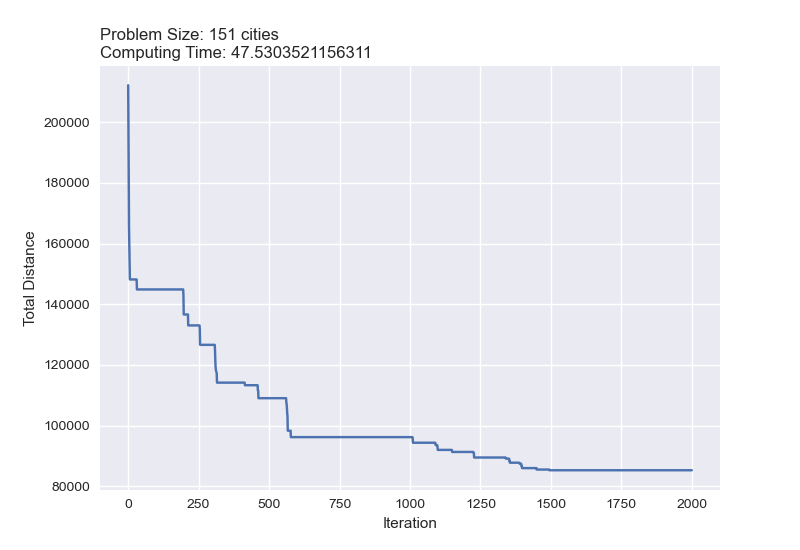 Problem Size: 151 cities
Computing Time: 47.5303521156311
200000
180000
160000
140000
120000
100000
80000
Total Distance
0 250 500 750 1000 1250 1500 1750 2000
Iteration